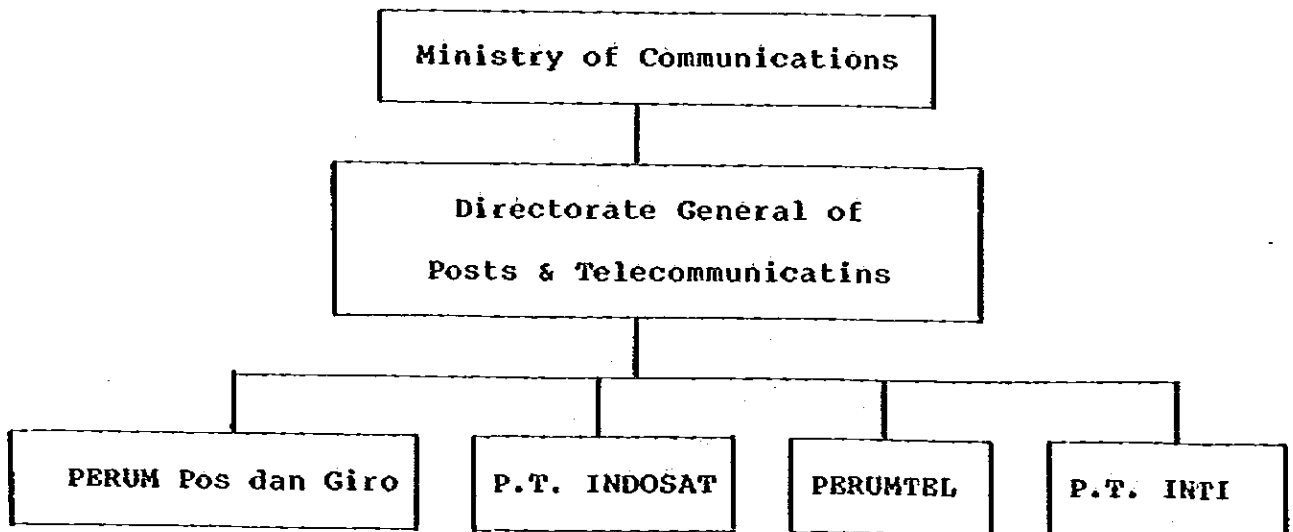 Ministry of Communications
Directorate General of
Posts & Telecommunicatins
PERUM Pos dan Giro
P.T. INDOSAT
PERUMTEL
P.T. INTI